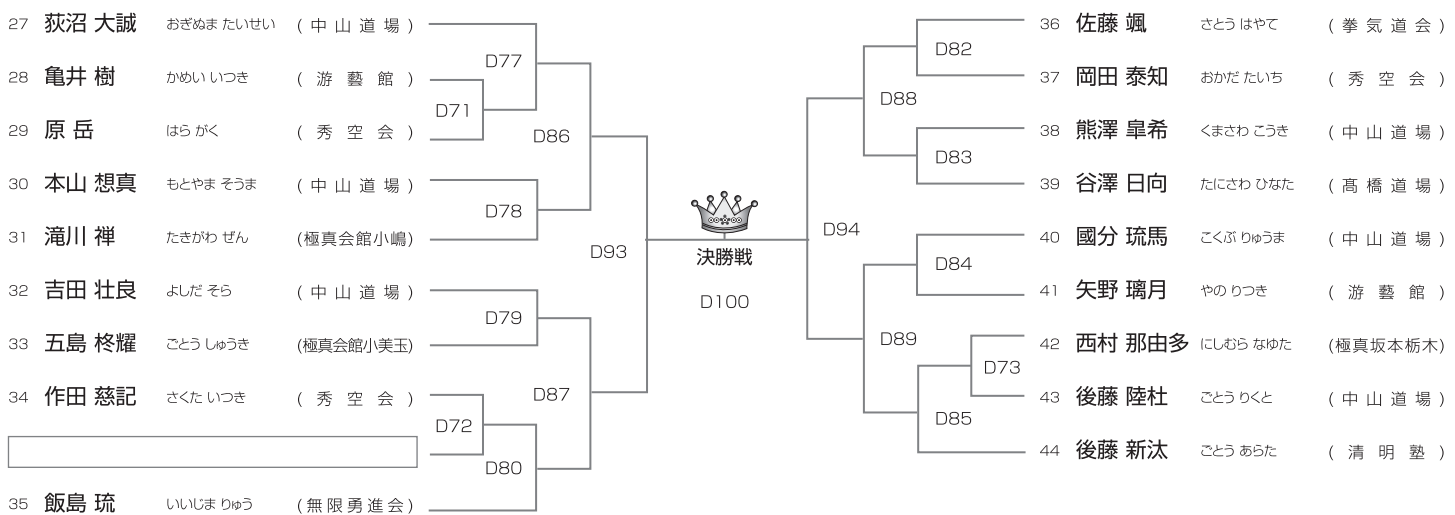 27 荻沼 大誠 おぎぬま たいせい (中山道場)
28 亀井 樹 かめい いつき (游藝館)
29 原 岳 はら がく (秀空会)
30 本山 想真 もとやま そうま (中山道場)
31 滝川 禅 たきがわ ぜん (極真会館小嶋)
32 吉田 壮良 よしだ そら (中山道場)
33 五島 柊耀 ごとう しゅうき (極真会館小美玉)
34 作田 慈記 さくた いつき (秀空会)
35 飯島 琉 いいじま りゅう (無限勇進会)
D77
D71
D86
D78
D93
D79
D87
D72
D80
決勝戦
D100
D82
D88
D83
D94
D84
D89
D73
D85
36 佐藤 颯 さとう はやて (拳気道会)
37 岡田 泰知 おかだ たいち (秀空会)
38 熊澤 皐希 くまさわ こうき (中山道場)
39 谷澤 日向 たにさわ ひなた (髙橋道場)
40 國分 琉馬 こくぶ りゅうま (中山道場)
41 矢野 璃月 やの りつき (游藝館)
42 西村 那由多 にしむら なゆた (極真坂本栃木)
43 後藤 陸杜 ごとう りくと (中山道場)
44 後藤 新汰 ごとう あらた (清明塾)